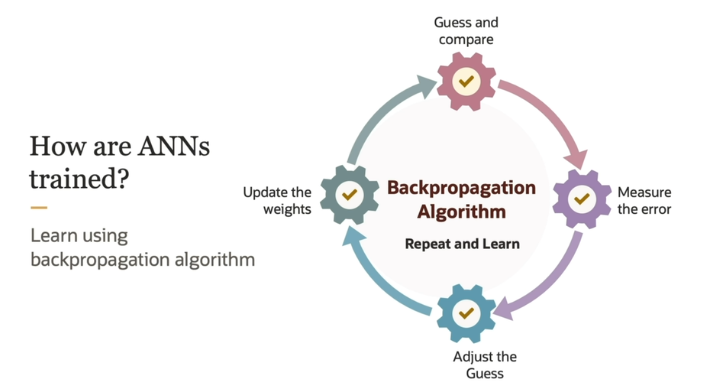 How are ANNs
trained?
Learn using
backpropagation algorithm
Guess and
compare
Measure
the error
Adjust the
Guess
Update the
weights
Backpropagation
Algorithm
Repeat and Learn